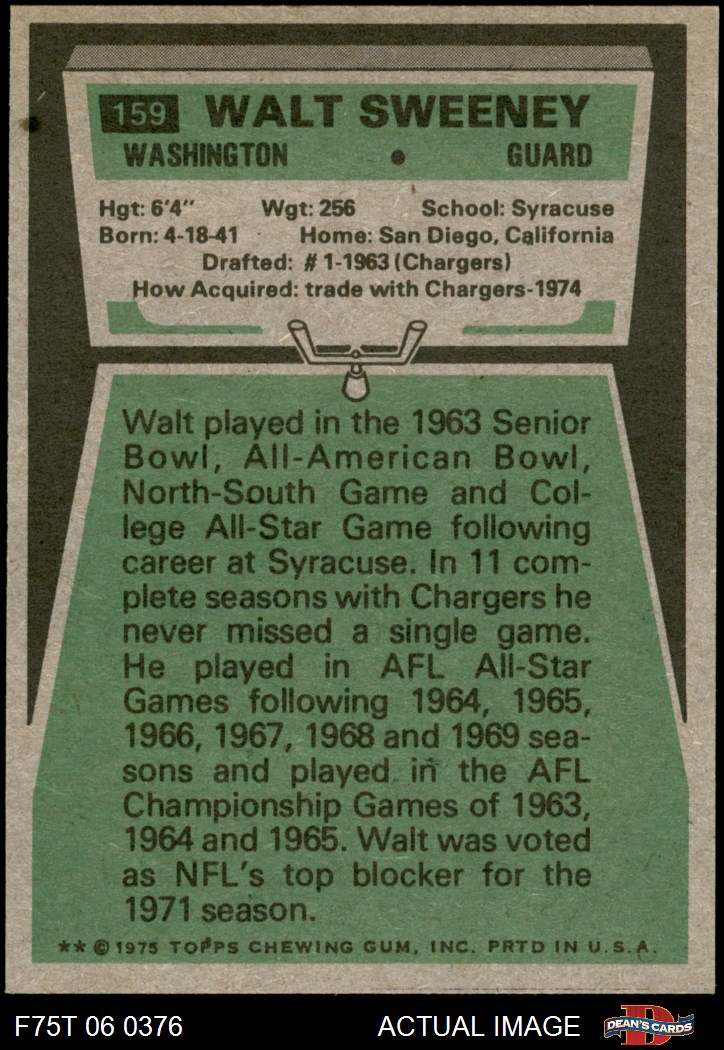 159 WALT SWEENEY
WASHINGTON • GUARD
Hgt: 6'4" Wgt: 256 School: Syracuse
Born: 4-18-41 Home: San Diego, California
Drafted: # 1-1963 (Chargers)
How Acquired: trade with Chargers-1974
Walt played in the 1963 Senior
Bowl, All-American Bowl,
North-South Game and Col-
lege All-Star Game following
career at Syracuse. In 11 com-
plete seasons with Chargers he
never missed a single game.
He played in AFL All-Star
Games following 1964, 1965,
1966, 1967, 1968 and 1969 sea-
sons and played in the AFL
Championship Games of 1963,
1964 and 1965. Walt was voted
as NFL's top blocker for the
1971 season.
** © 1975 TOPPS CHEWING GUM, INC. PRTD IN U.S.A.
F75T 06 0376 ACTUAL IMAGE D DEAN'S CARDS